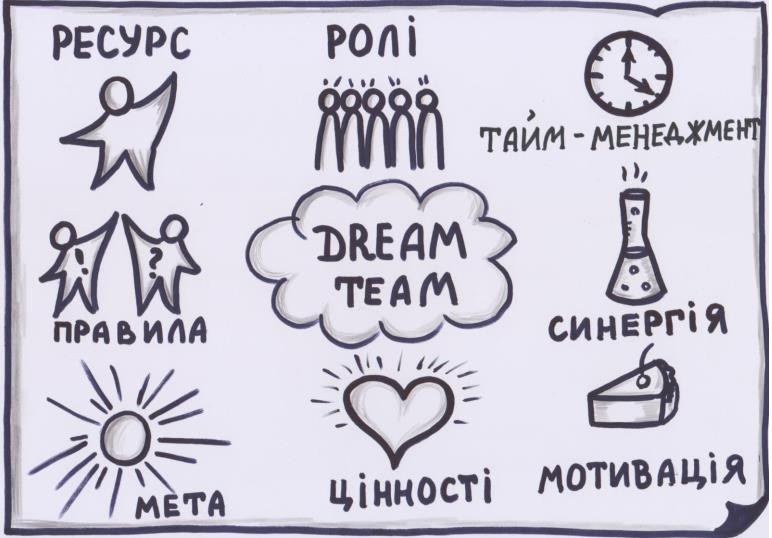 РЕСУРС
РОЛІ
ТАЙМ - МЕНЕДЖМЕНТ
! ?
ПРАВИЛА
DREAM
TEAM
СИНЕРГІЯ
МЕТА
ЦІННОСТІ
МОТИВАЦІЯ